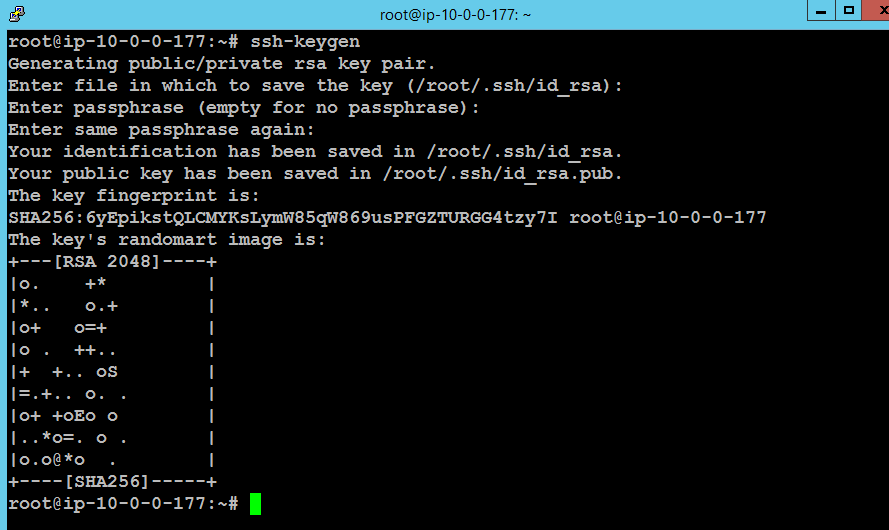 root@ip-10-0-0-177: ~
root@ip-10-0-0-177:~# ssh-keygen
Generating public/private rsa key pair.
Enter file in which to save the key (/root/.ssh/id_rsa):
Enter passphrase (empty for no passphrase):
Enter same passphrase again:
Your identification has been saved in /root/.ssh/id_rsa.
Your public key has been saved in /root/.ssh/id_rsa.pub.
The key fingerprint is:
SHA256:6yEpikstQLCMYKsLymW85qW869usPFGZTURGG4tzy7I root@ip-10-0-0-177
The key's randomart image is:
+---[RSA 2048]----+
|o.    +*         |
|*..   o.+        |
|o+   o=+         |
|o .  ++..        |
|+  +.. oS        |
|=.+.. o. .       |
|o+ +oEo o        |
|..*o=. o .       |
|o.o@*o  .        |
+----[SHA256]-----+
root@ip-10-0-0-177:~#